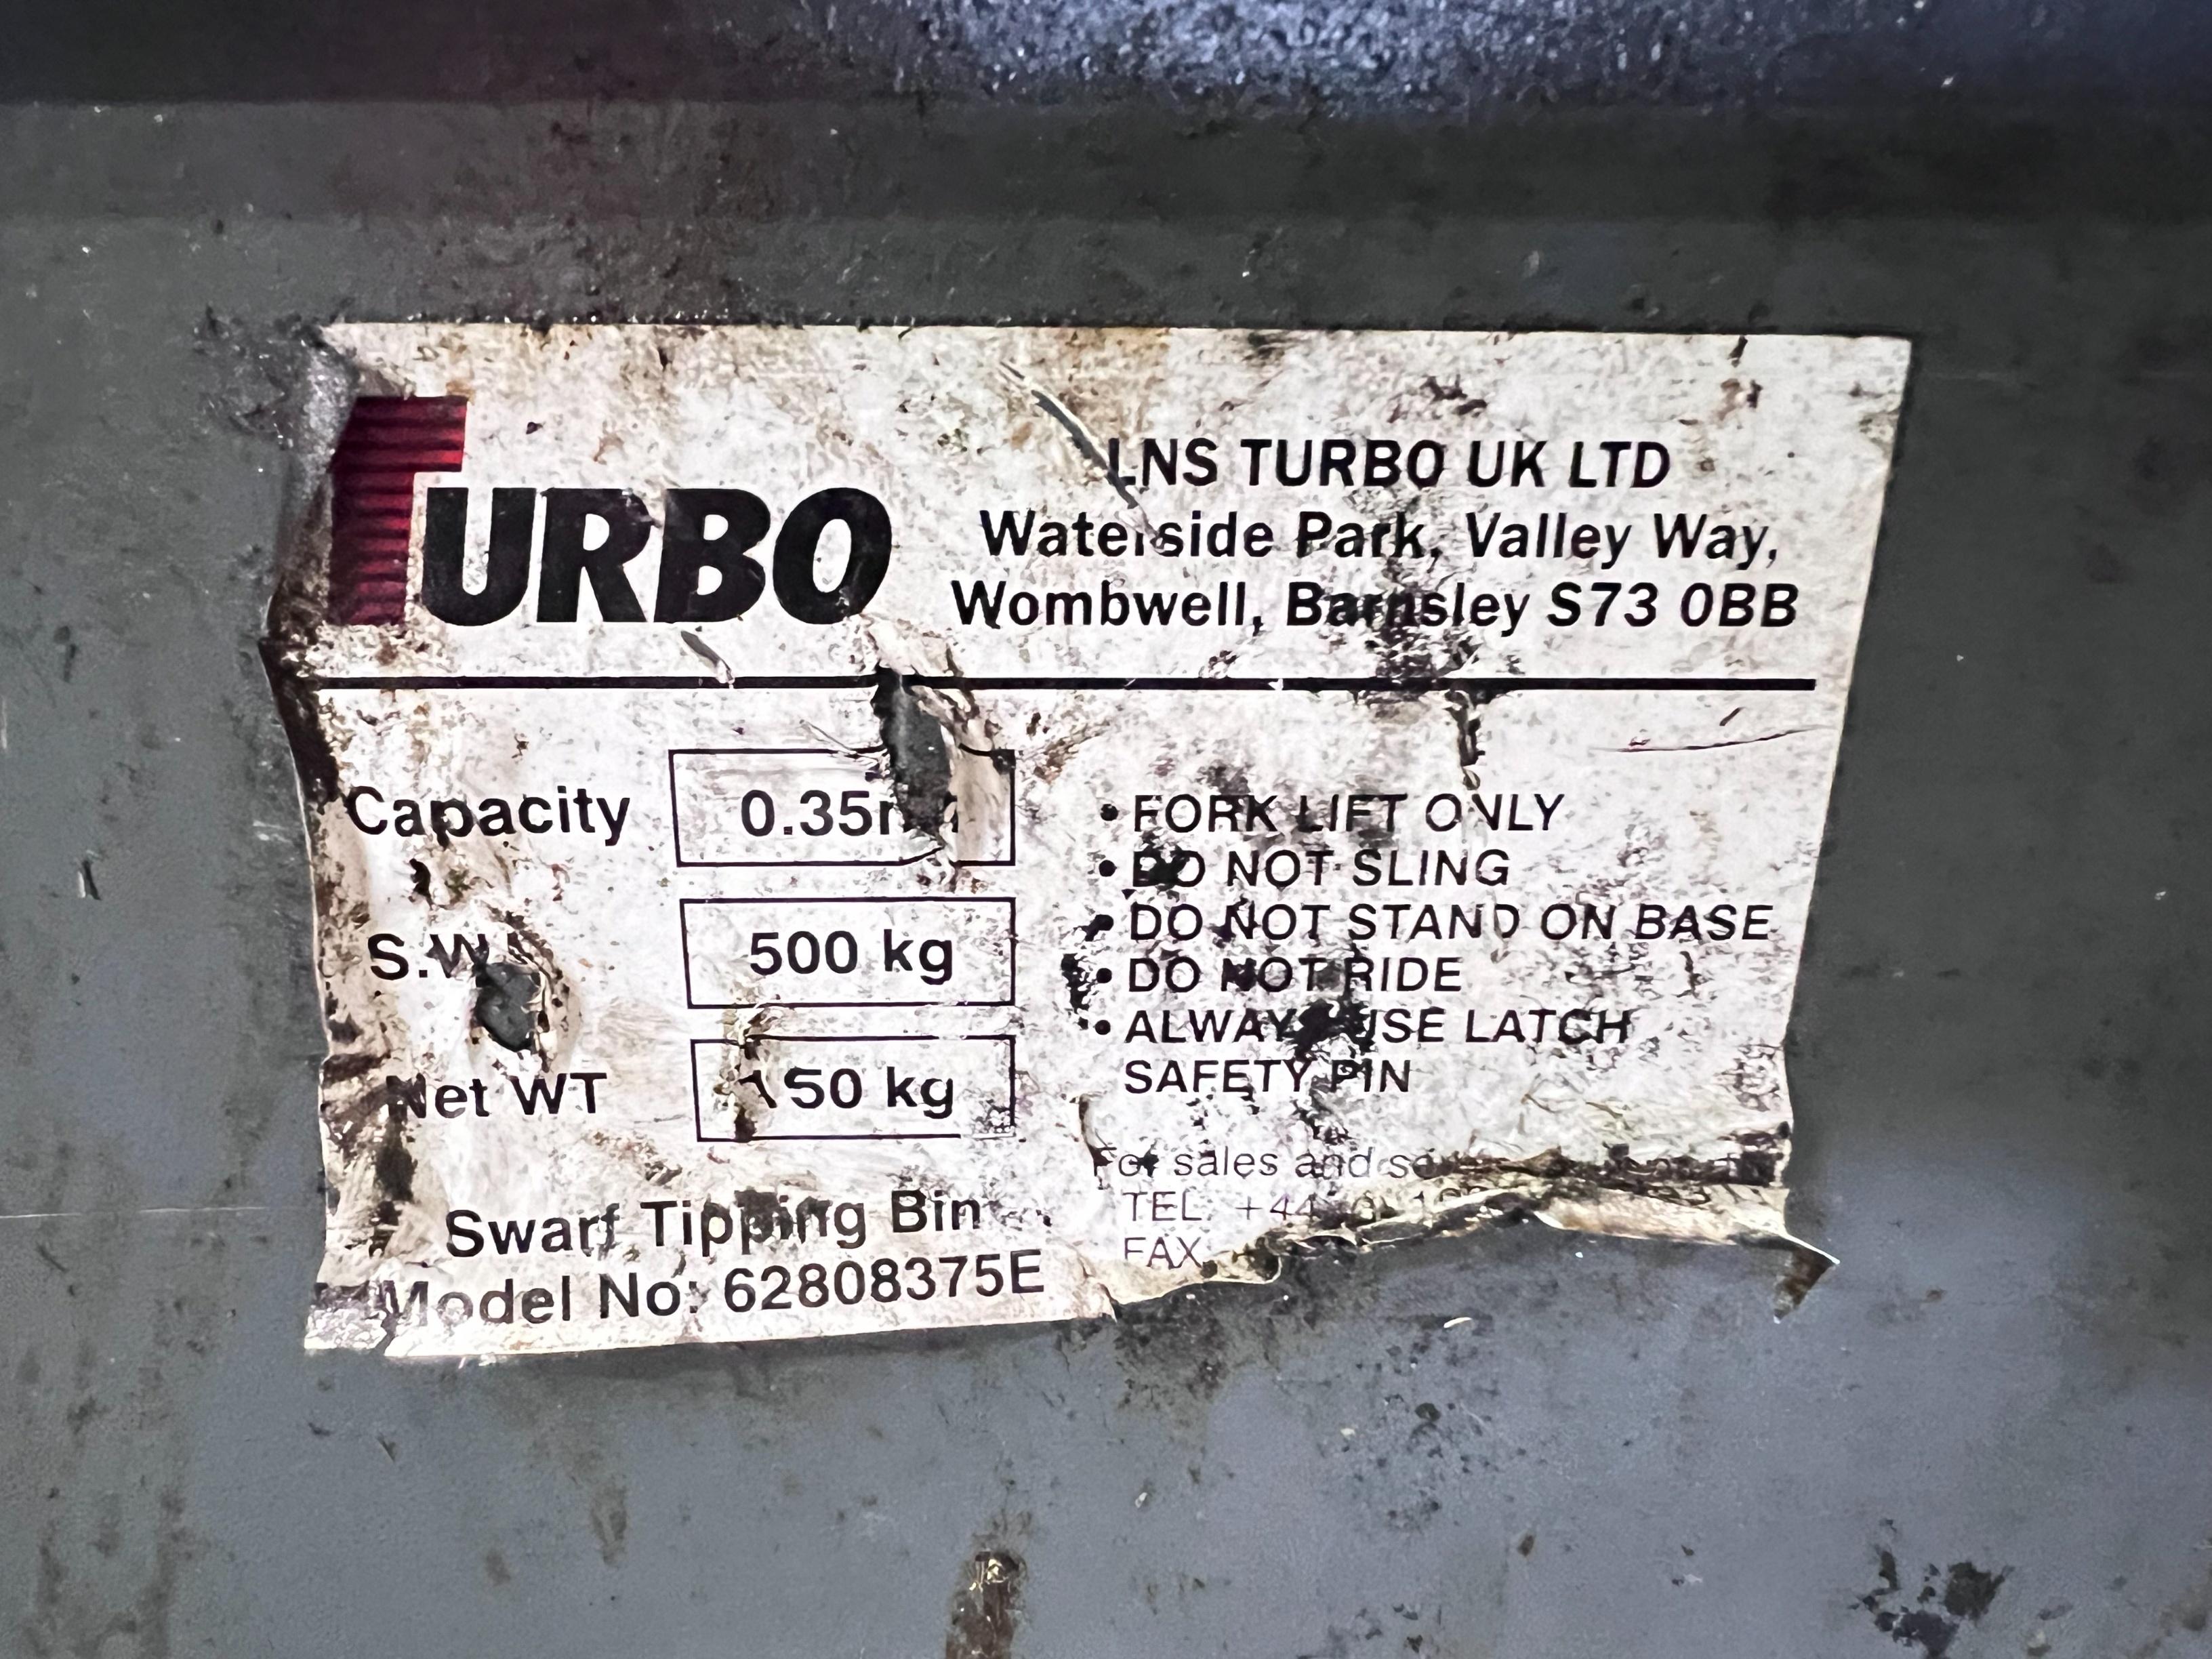 TURBO
LNS TURBO UK LTD
Waterside Park, Valley Way,
Wombwell, Barnsley S73 0BB
Capacity 0.35
500 kg
Net WT 150 kg
Swarf Tipping Bin
Model No: 62808375E
• FORK LIFT ONLY
• DO NOT SLING
• DO NOT STAND ON BASE
• DO NOT RIDE
• ALWAYS USE LATCH
SAFETY PIN
For sales and
TEL: +44
FAX